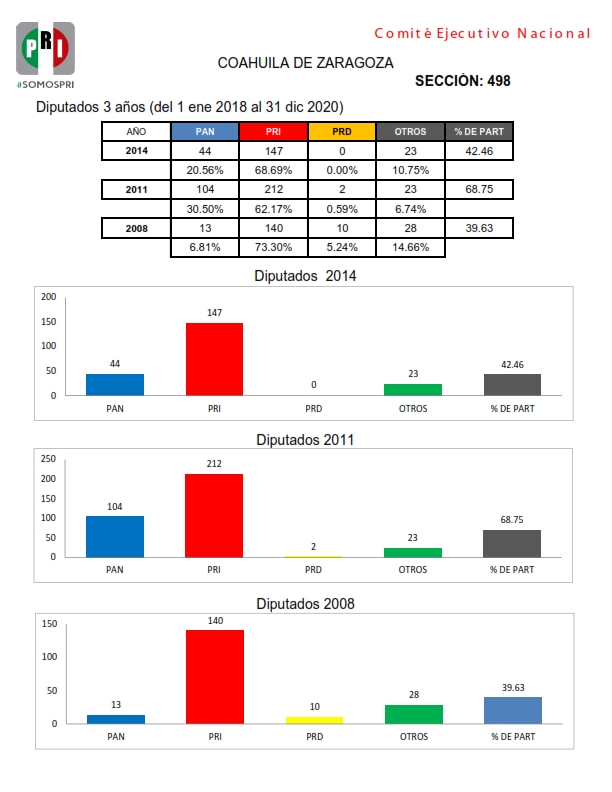 PRI
#SOMOSPRI
Comité Ejecutivo Nacional
COAHUILA DE ZARAGOZA
SECCIÓN: 498
Diputados 3 años (del 1 ene 2018 al 31 dic 2020)
AÑO PAN PRI PRD OTROS % DE PART
2014 44 147 0 23 42.46
20.56% 68.69% 0.00% 10.75%
2011 104 212 2 23 68.75
30.50% 62.17% 0.59% 6.74%
2008 13 140 10 28 39.63
6.81% 73.30% 5.24% 14.66%
Diputados 2014
200
150
100
50
0
44 147 0 23 42.46
PAN PRI PRD OTROS % DE PART
Diputados 2011
250
200
150
100
50
0
104 212 2 23 68.75
PAN PRI PRD OTROS % DE PART
Diputados 2008
150
100
50
0
13 140 10 28 39.63
PAN PRI PRD OTROS % DE PART